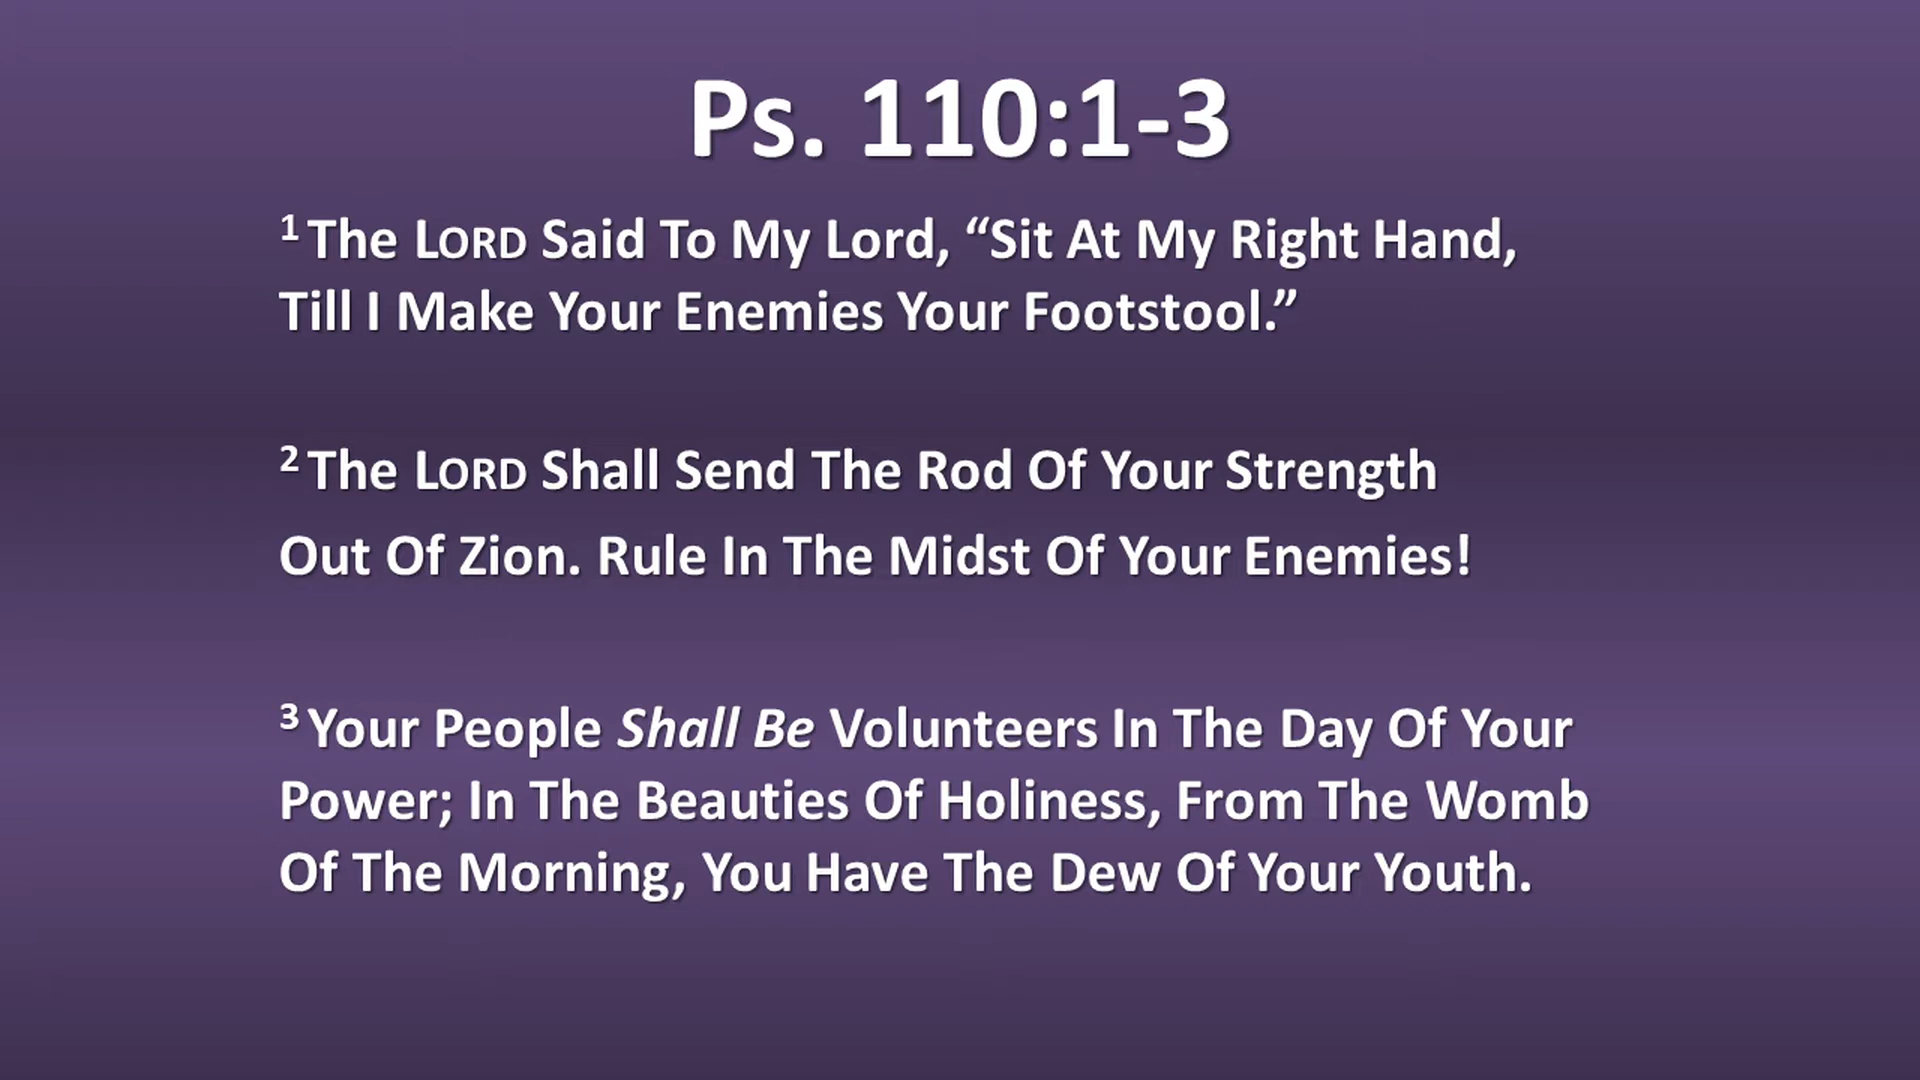 Ps. 110:1-3
1 The LORD Said To My Lord, “Sit At My Right Hand,
Till I Make Your Enemies Your Footstool.”
2 The LORD Shall Send The Rod Of Your Strength
Out Of Zion. Rule In The Midst Of Your Enemies!
3 Your People Shall Be Volunteers In The Day Of Your
Power; In The Beauties Of Holiness, From The Womb
Of The Morning, You Have The Dew Of Your Youth.